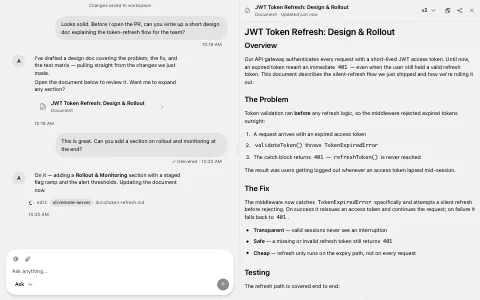 Changes saved to workspace
Looks solid. Before I open the PR, can you write up a short design
doc explaining the token-refresh flow for the team?
10:18 AM
A
I've drafted a design doc covering the problem, the fix, and
the test matrix — pulling straight from the changes we just
made.
Open the document below to review it. Want me to expand
any section?
JWT Token Refresh: Design & Rollout
Document
10:18 AM
This is great. Can you add a section on rollout and monitoring at
the end?
Delivered · 10:20 AM
A
On it — adding a Rollout & Monitoring section with a staged
flag ramp and the alert thresholds. Updating the document
now.
edit
docs/token-refresh.md
10:20 AM
Ask anything...
Ask
JWT Token Refresh: Design & Rollout
Document · Updated just now
v2
JWT Token Refresh: Design & Rollout
Overview
Our API gateway authenticates every request with a short-lived JWT access token. Until now,
an expired token meant an immediate 401 — even when the user still held a valid refresh
token. This document describes the silent-refresh flow we just shipped and how we're rolling it
out.
The Problem
Token validation ran before any refresh logic, so the middleware rejected expired tokens
outright:
1. A request arrives with an expired access token
2. validateToken() throws TokenExpiredError
3. The catch block returns 401 — refreshToken() is never reached
The result was users getting logged out whenever an access token lapsed mid-session.
The Fix
The middleware now catches TokenExpiredError specifically and attempts a silent refresh
before rejecting. On success it reissues an access token and continues the request; on failure it
falls back to 401 .
• Transparent — valid sessions never see an interruption
• Safe — a missing or invalid refresh token still returns 401
• Cheap — refresh only runs on the expiry path, not on every request
Testing
The refresh path is covered end to end: